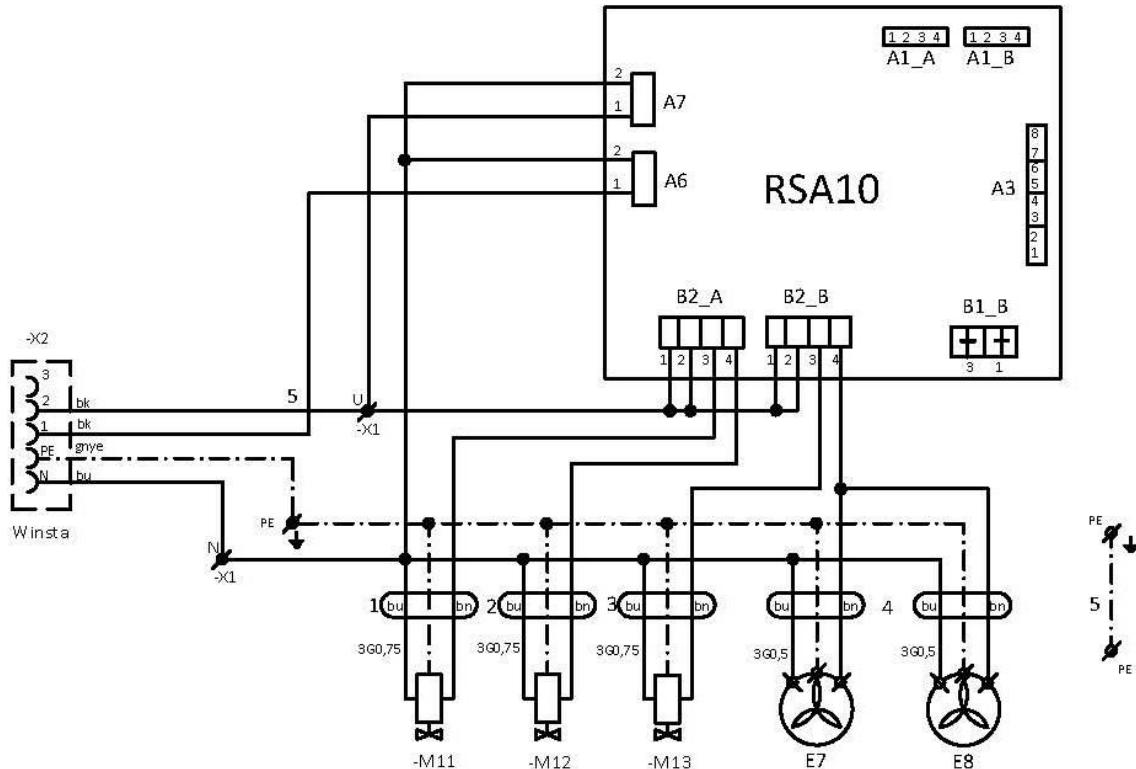 1 2 3 4 1 2 3 4
A1_A A1_B
2
A7
1
2
A6
1
RSA10
8
7
6
5
A3
4
3
2
1
B2_A B2_B B1_B
1 2 3 4 1 2 3 4 3 1
-X2
3
2 bk 5 U
-X1
1 bk
PE gnye
N bu
Winsta
PE
N
-X1
PE
1 bu bn 2 bu bn 3 bu bn bu 4 bu bn 5
3G0,75 3G0,75 3G0,75 3G0,5 3G0,5
PE
-M11 -M12 -M13 E7 E8